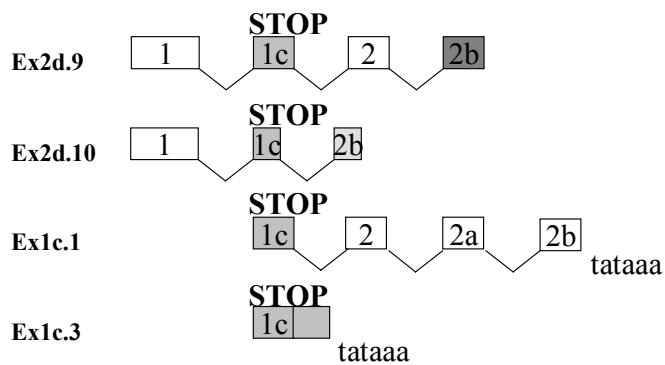 STOP
Ex2d.9 1 1c 2 2b
STOP
Ex2d.10 1 1c 2b
STOP
Ex1c.1 1c 2 2a 2b
tataaa
STOP
Ex1c.3 1c
tataaa